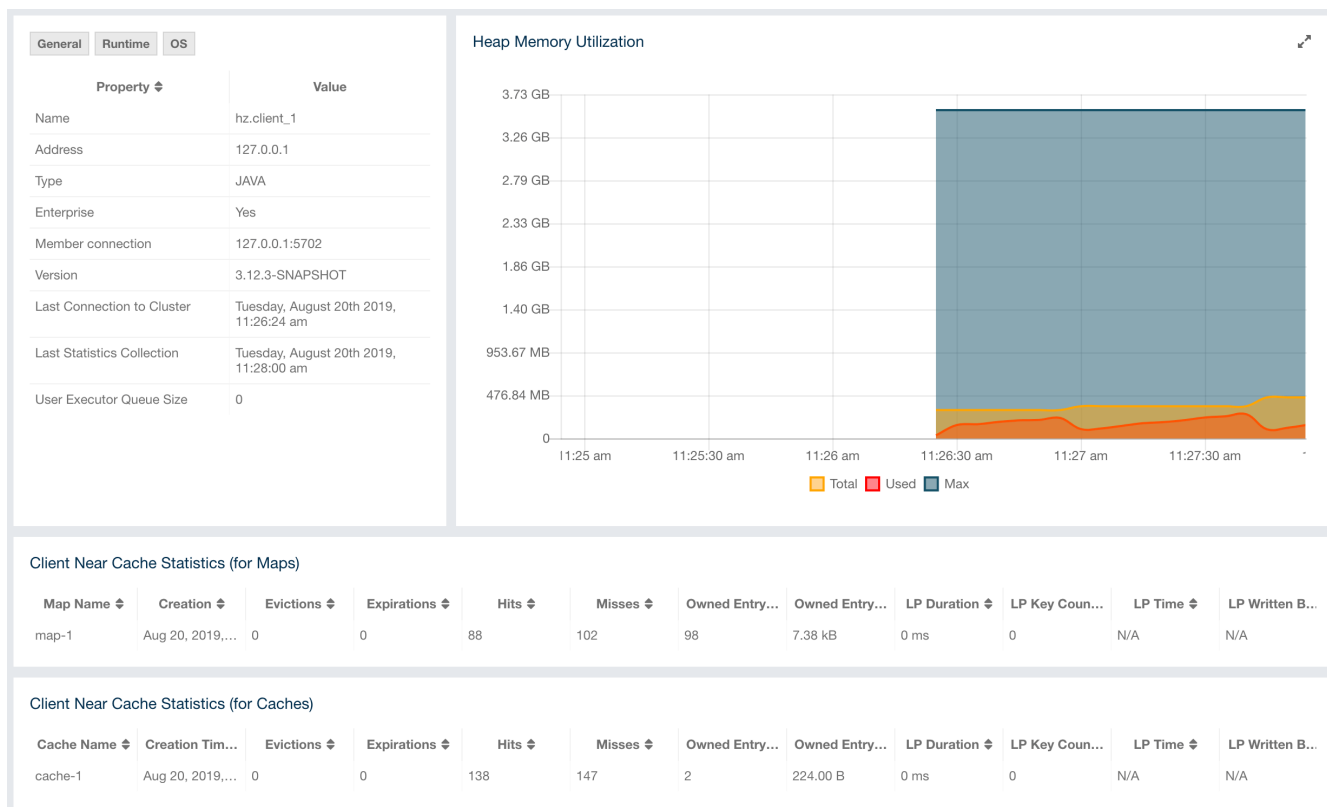 General Runtime OS
Property Value
Name hz.client_1
Address 127.0.0.1
Type JAVA
Enterprise Yes
Member connection 127.0.0.1:5702
Version 3.12.3-SNAPSHOT
Last Connection to Cluster Tuesday, August 20th 2019,
11:26:24 am
Last Statistics Collection Tuesday, August 20th 2019,
11:28:00 am
User Executor Queue Size 0
Heap Memory Utilization
3.73 GB
3.26 GB
2.79 GB
2.33 GB
1.86 GB
1.40 GB
953.67 MB
476.84 MB
0
11:25 am 11:25:30 am 11:26 am 11:26:30 am 11:27 am 11:27:30 am
Total Used Max
Client Near Cache Statistics (for Maps)
Map Name Creation Evictions Expirations Hits Misses Owned Entry... Owned Entry... LP Duration LP Key Coun... LP Time LP Written B...
map-1 Aug 20, 2019,... 0 0 88 102 98 7.38 kB 0 ms 0 N/A N/A
Client Near Cache Statistics (for Caches)
Cache Name Creation Tim... Evictions Expirations Hits Misses Owned Entry... Owned Entry... LP Duration LP Key Coun... LP Time LP Written B...
cache-1 Aug 20, 2019,... 0 0 138 147 2 224.00 B 0 ms 0 N/A N/A